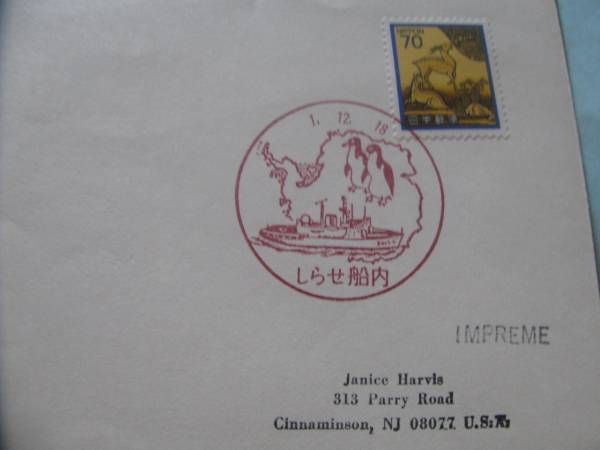 NIPPON
70
日本郵便
1. 12. 18
しらせ船内
IMPREME
Janice Harvis
313 Parry Road
Cinnaminson, NJ 08077 U.S.A.